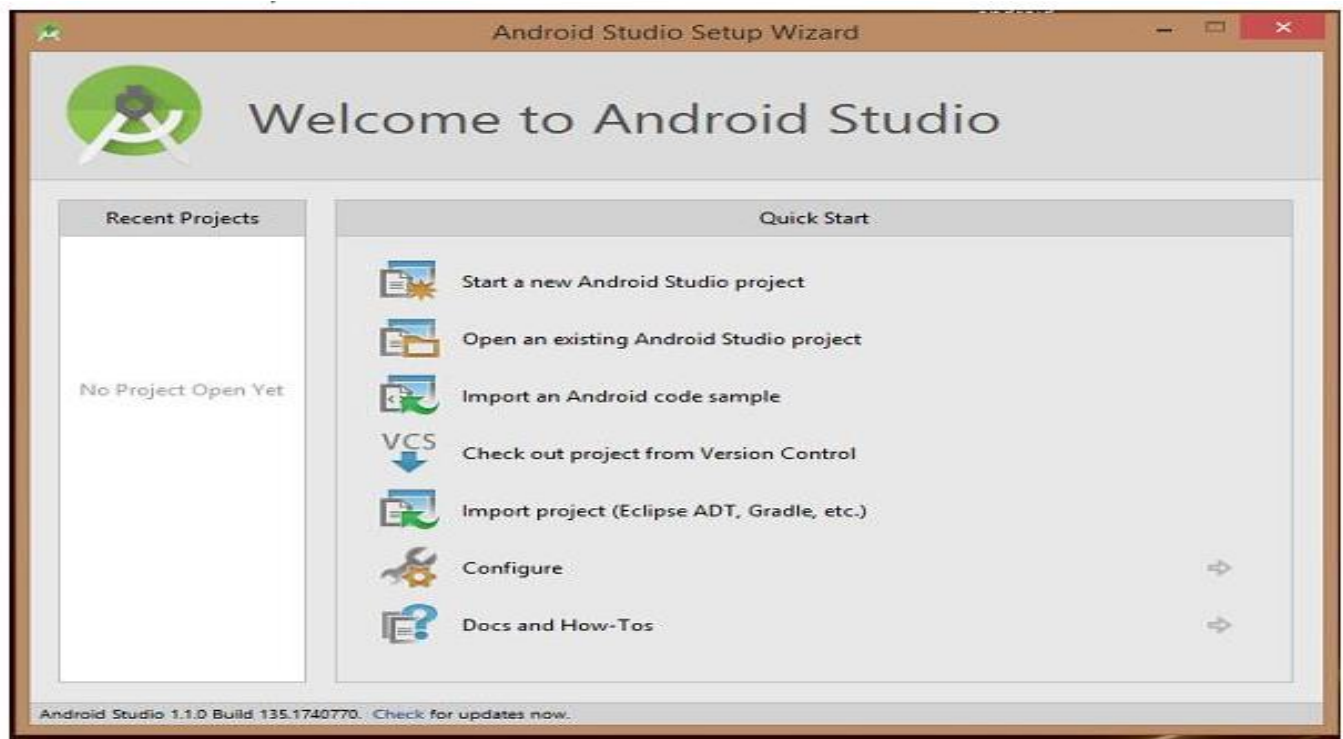 Android Studio Setup Wizard
Welcome to Android Studio
Recent Projects
No Project Open Yet
Quick Start
Start a new Android Studio project
Open an existing Android Studio project
Import an Android code sample
VCS
Check out project from Version Control
Import project (Eclipse ADT, Gradle, etc.)
Configure
Docs and How-Tos
Android Studio 1.1.0 Build 135.1740770. Check for updates now.